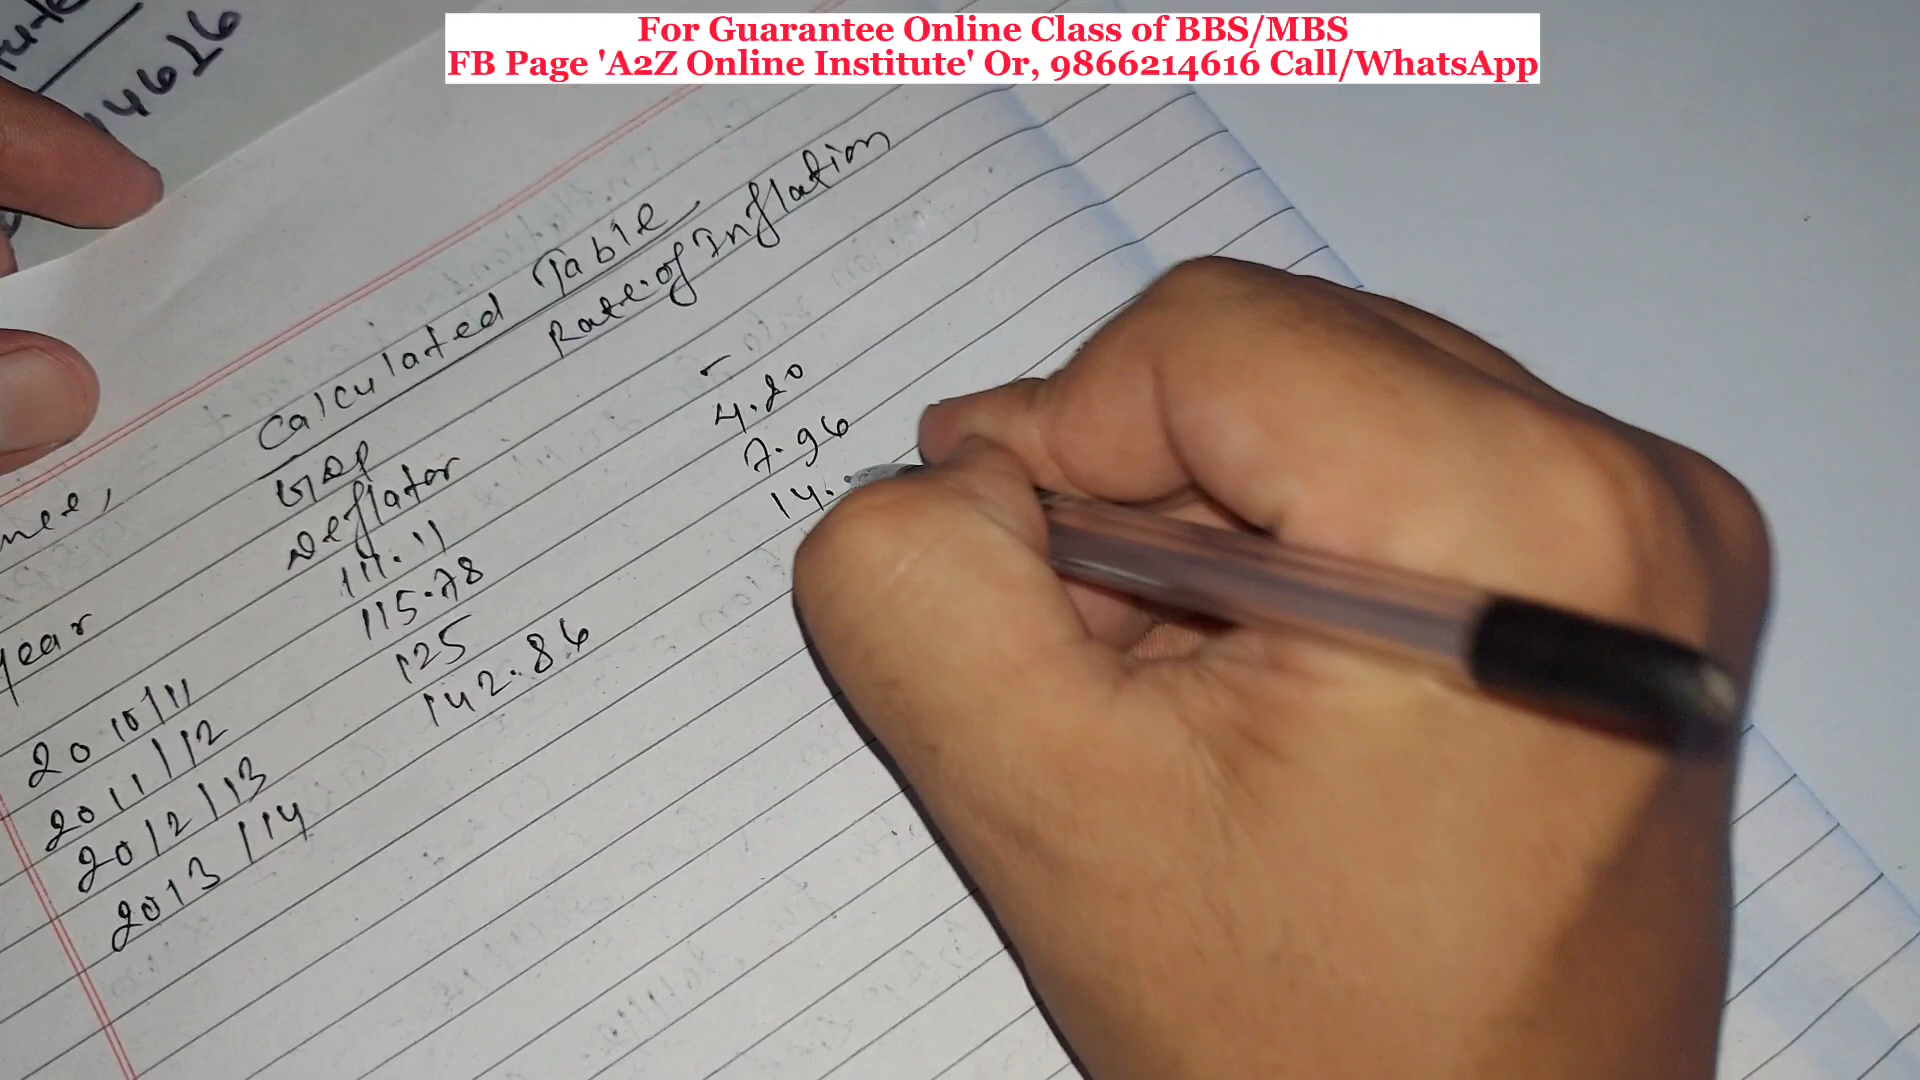 For Guarantee Online Class of BBS/MBS
FB Page 'A2Z Online Institute' Or, 9866214616 Call/WhatsApp
14616
Calculated Table
Year GDP Deflator Rate of Inflation
2010/11 111.11 -
2011/12 115.78 4.20
2012/13 125 7.96
2013/14 142.86 14.